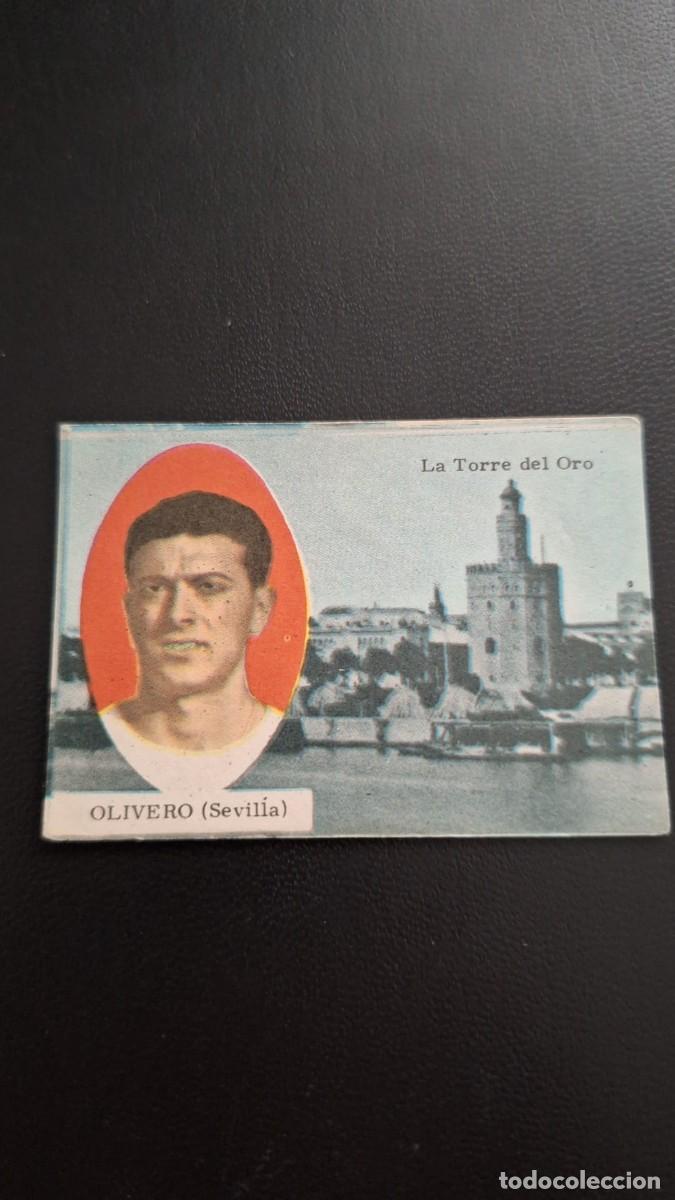 La Torre del Oro
OLIVERO (Sevilla)
todocoleccion